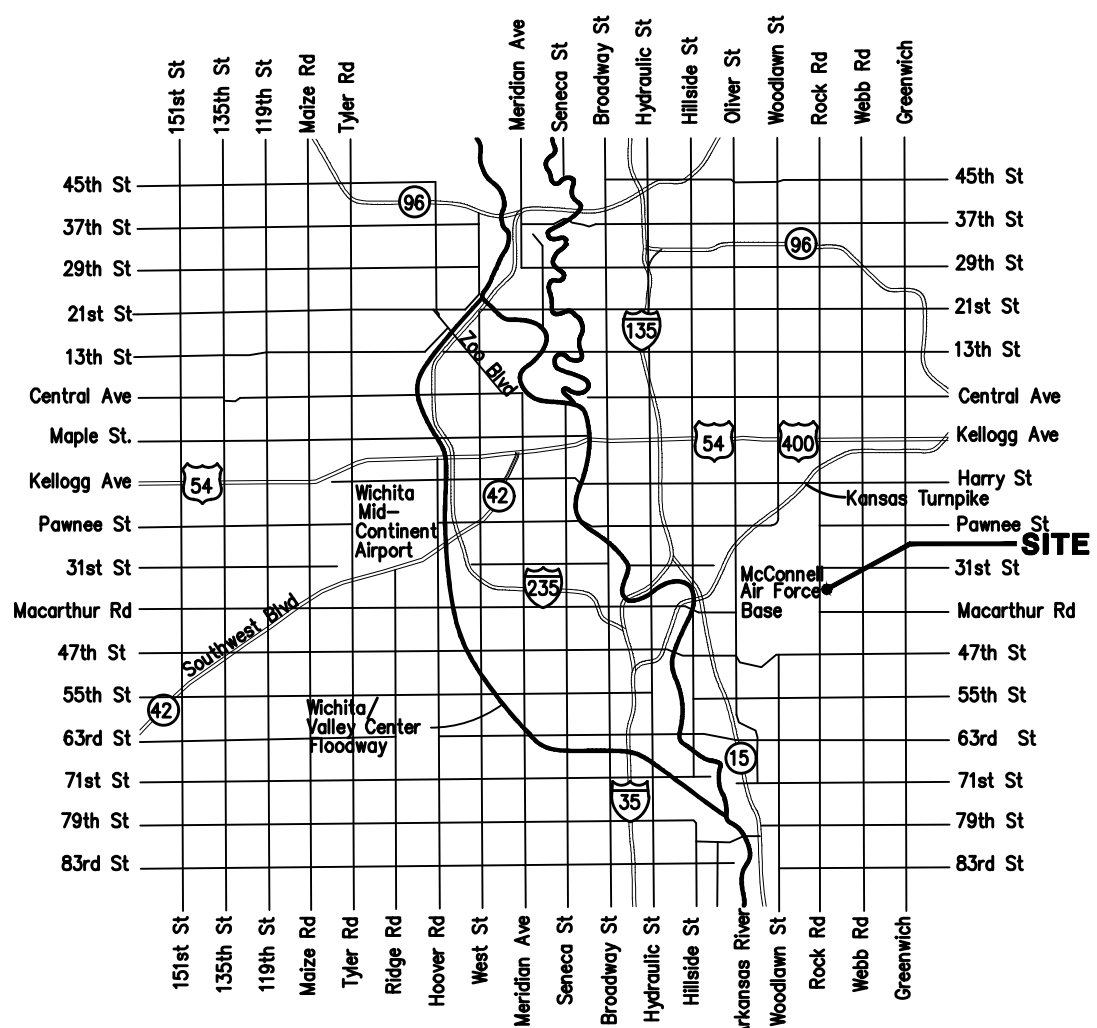 151st St
135th St
119th St
Maize Rd
Tyler Rd
Meridian Ave
Seneca St
Broadway St
Hydraulic St
Hillside St
Oliver St
Woodlawn St
Rock Rd
Webb Rd
Greenwich
45th St
37th St
29th St
21st St
13th St
Central Ave
Maple St.
Kellogg Ave
Pawnee St
31st St
Macarthur Rd
47th St
55th St
63rd St
71st St
79th St
83rd St
96
96
135
Zoo Blvd
54
400
54
42
Wichita
Mid-
Continent
Airport
Kansas Turnpike
SITE
McConnell
Air Force
Base
235
Southwest Blvd
42
Wichita/
Valley Center
Floodway
15
35
45th St
37th St
29th St
21st St
13th St
Central Ave
Kellogg Ave
Harry St
Pawnee St
31st St
Macarthur Rd
47th St
55th St
63rd St
71st St
79th St
83rd St
151st St
135th St
119th St
Maize Rd
Tyler Rd
Ridge Rd
Hoover Rd
West St
Meridian Ave
Seneca St
Broadway St
Hydraulic St
Hillside St
Arkansas River
Woodlawn St
Rock Rd
Webb Rd
Greenwich